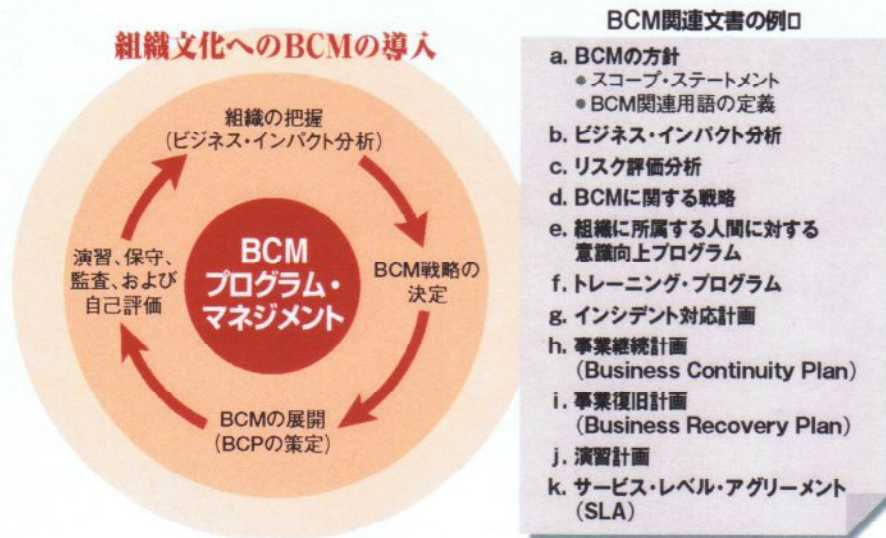 組織文化へのBCMの導入
組織の把握
(ビジネス・インパクト分析)
BCM戦略の
決定
BCMの展開
(BCPの策定)
演習、保守、
監査、および
自己評価
BCM
プログラム・
マネジメント
BCM関連文書の例□
a. BCMの方針
●スコープ・ステートメント
●BCM関連用語の定義
b. ビジネス・インパクト分析
c. リスク評価分析
d. BCMに関する戦略
e. 組織に所属する人間に対する
意識向上プログラム
f. トレーニング・プログラム
g. インシデント対応計画
h. 事業継続計画
(Business Continuity Plan)
i. 事業復旧計画
(Business Recovery Plan)
j. 演習計画
k. サービス・レベル・アグリーメント
(SLA)